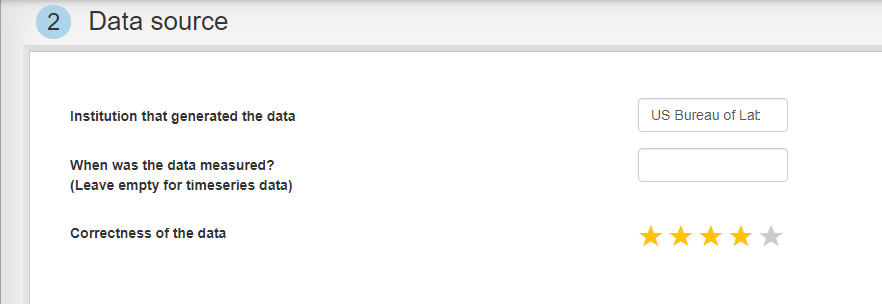 2 Data source
Institution that generated the data
US Bureau of Lat
When was the data measured?
(Leave empty for timeseries data)
Correctness of the data